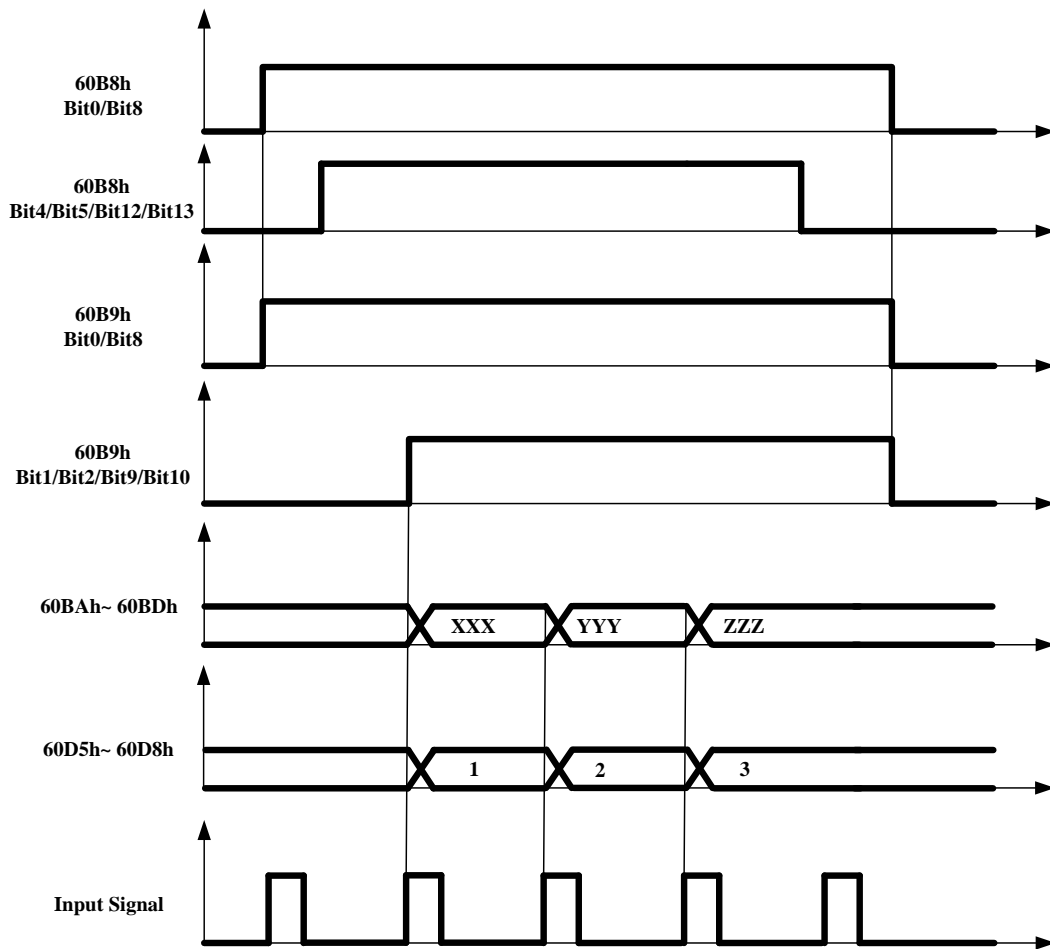 60B8h
Bit0/Bit8
60B8h
Bit4/Bit5/Bit12/Bit13
60B9h
Bit0/Bit8
60B9h
Bit1/Bit2/Bit9/Bit10
60BAh~ 60BDh
XXX
YYY
ZZZ
60D5h~ 60D8h
1
2
3
Input Signal